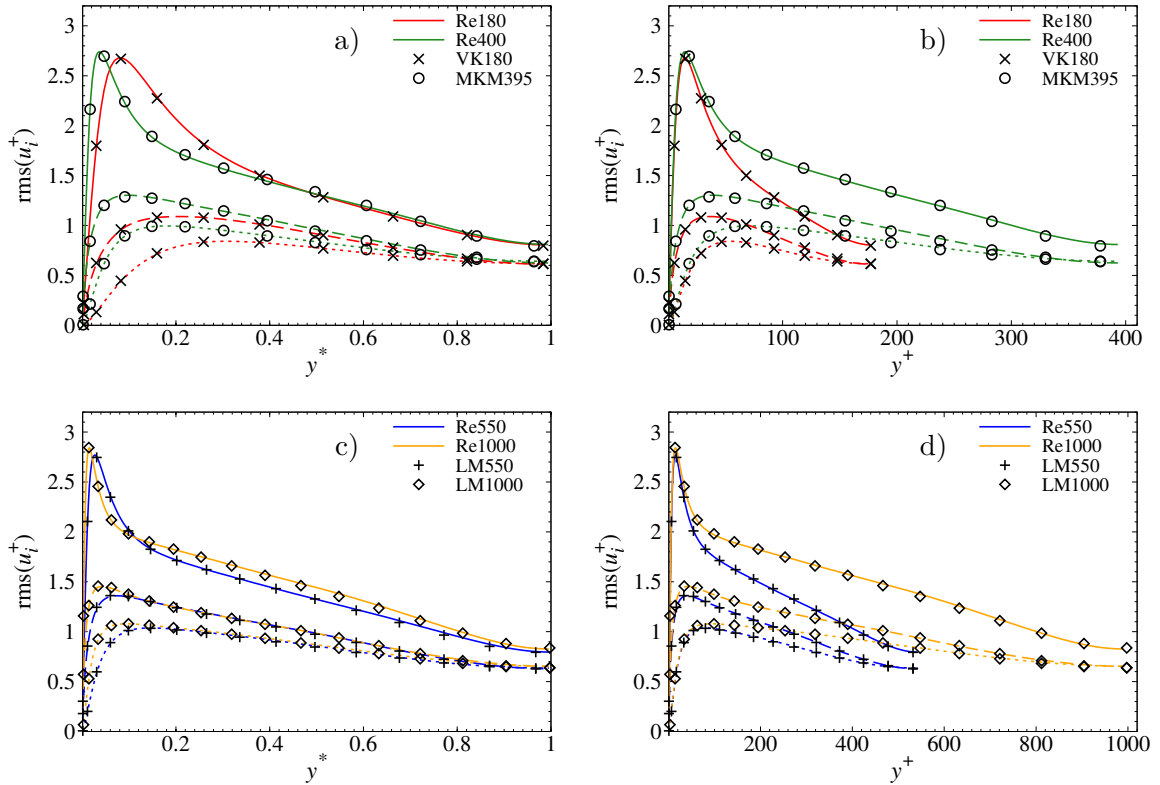 a)
Re180
Re400
VK180
MKM395
rms(u_i^+)
3
2.5
2
1.5
1
0.5
0
0.2 0.4 0.6 0.8 1
y^*
b)
Re180
Re400
VK180
MKM395
rms(u_i^+)
3
2.5
2
1.5
1
0.5
0
100 200 300 400
y^+
c)
Re550
Re1000
LM550
LM1000
rms(u_i^+)
3
2.5
2
1.5
1
0.5
0
0.2 0.4 0.6 0.8 1
y^*
d)
Re550
Re1000
LM550
LM1000
rms(u_i^+)
3
2.5
2
1.5
1
0.5
0
200 400 600 800 1000
y^+